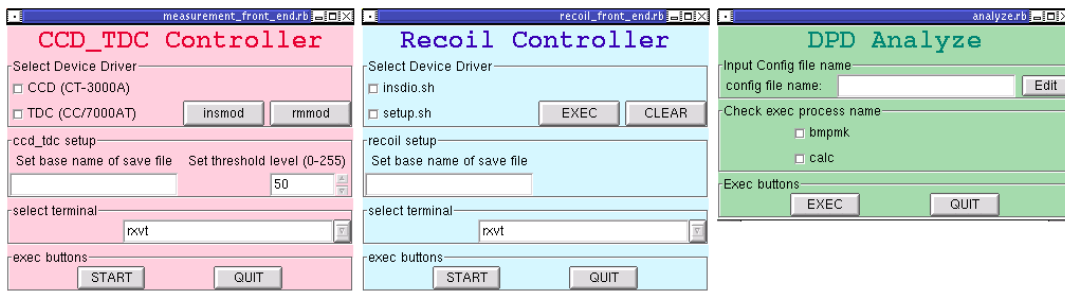 measurement_front_end.rb
CCD_TDC Controller
Select Device Driver
CCD (CT-3000A)
TDC (CC/7000AT) insmod rmmod
ccd_tdc setup
Set base name of save file Set threshold level (0-255)
50
select terminal
rxvt
exec buttons
START QUIT
recoil_front_end.rb
Recoil Controller
Select Device Driver
insdio.sh
setup.sh EXEC CLEAR
recoil setup
Set base name of save file
select terminal
rxvt
exec buttons
START QUIT
analyze.rb
DPD Analyze
Input Config file name
config file name: Edit
Check exec process name
bmpmk
calc
Exec buttons
EXEC QUIT